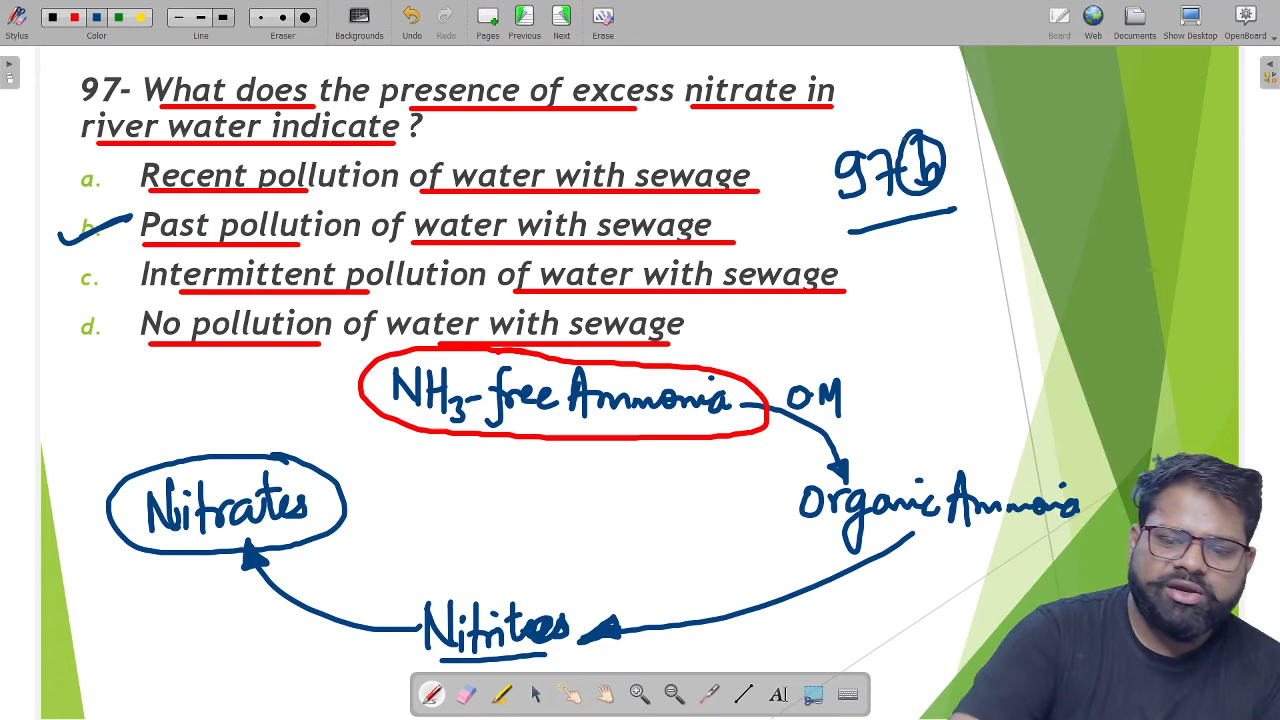 Stylus
Color
Line
Eraser
Backgrounds
Undo
Redo
Pages
Previous
Next
Erase
Board
Web
Documents
Show Desktop
OpenBoard
97- What does the presence of excess nitrate in
river water indicate ?
a. Recent pollution of water with sewage
b. Past pollution of water with sewage
c. Intermittent pollution of water with sewage
d. No pollution of water with sewage
97-b
NH3-free Ammonia
OM
Organic Ammonia
Nitrates
Nitrites
AI